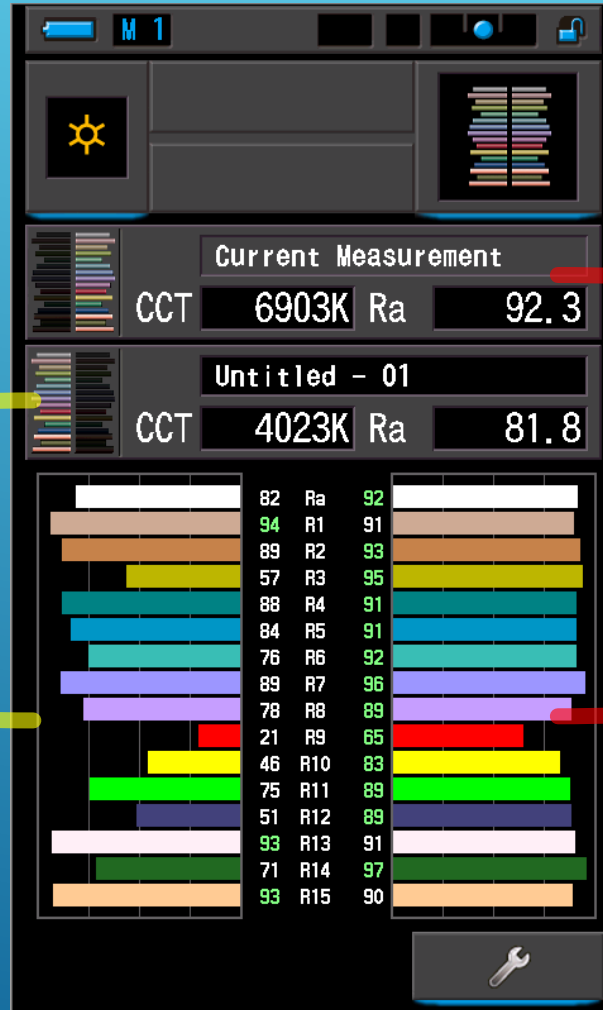 M 1
Current Measurement
CCT 6903K Ra 92.3
Untitled - 01
CCT 4023K Ra 81.8
82 Ra 92
94 R1 91
89 R2 93
57 R3 95
88 R4 91
84 R5 91
76 R6 92
89 R7 96
78 R8 89
21 R9 65
46 R10 83
75 R11 89
51 R12 89
93 R13 91
71 R14 97
93 R15 90